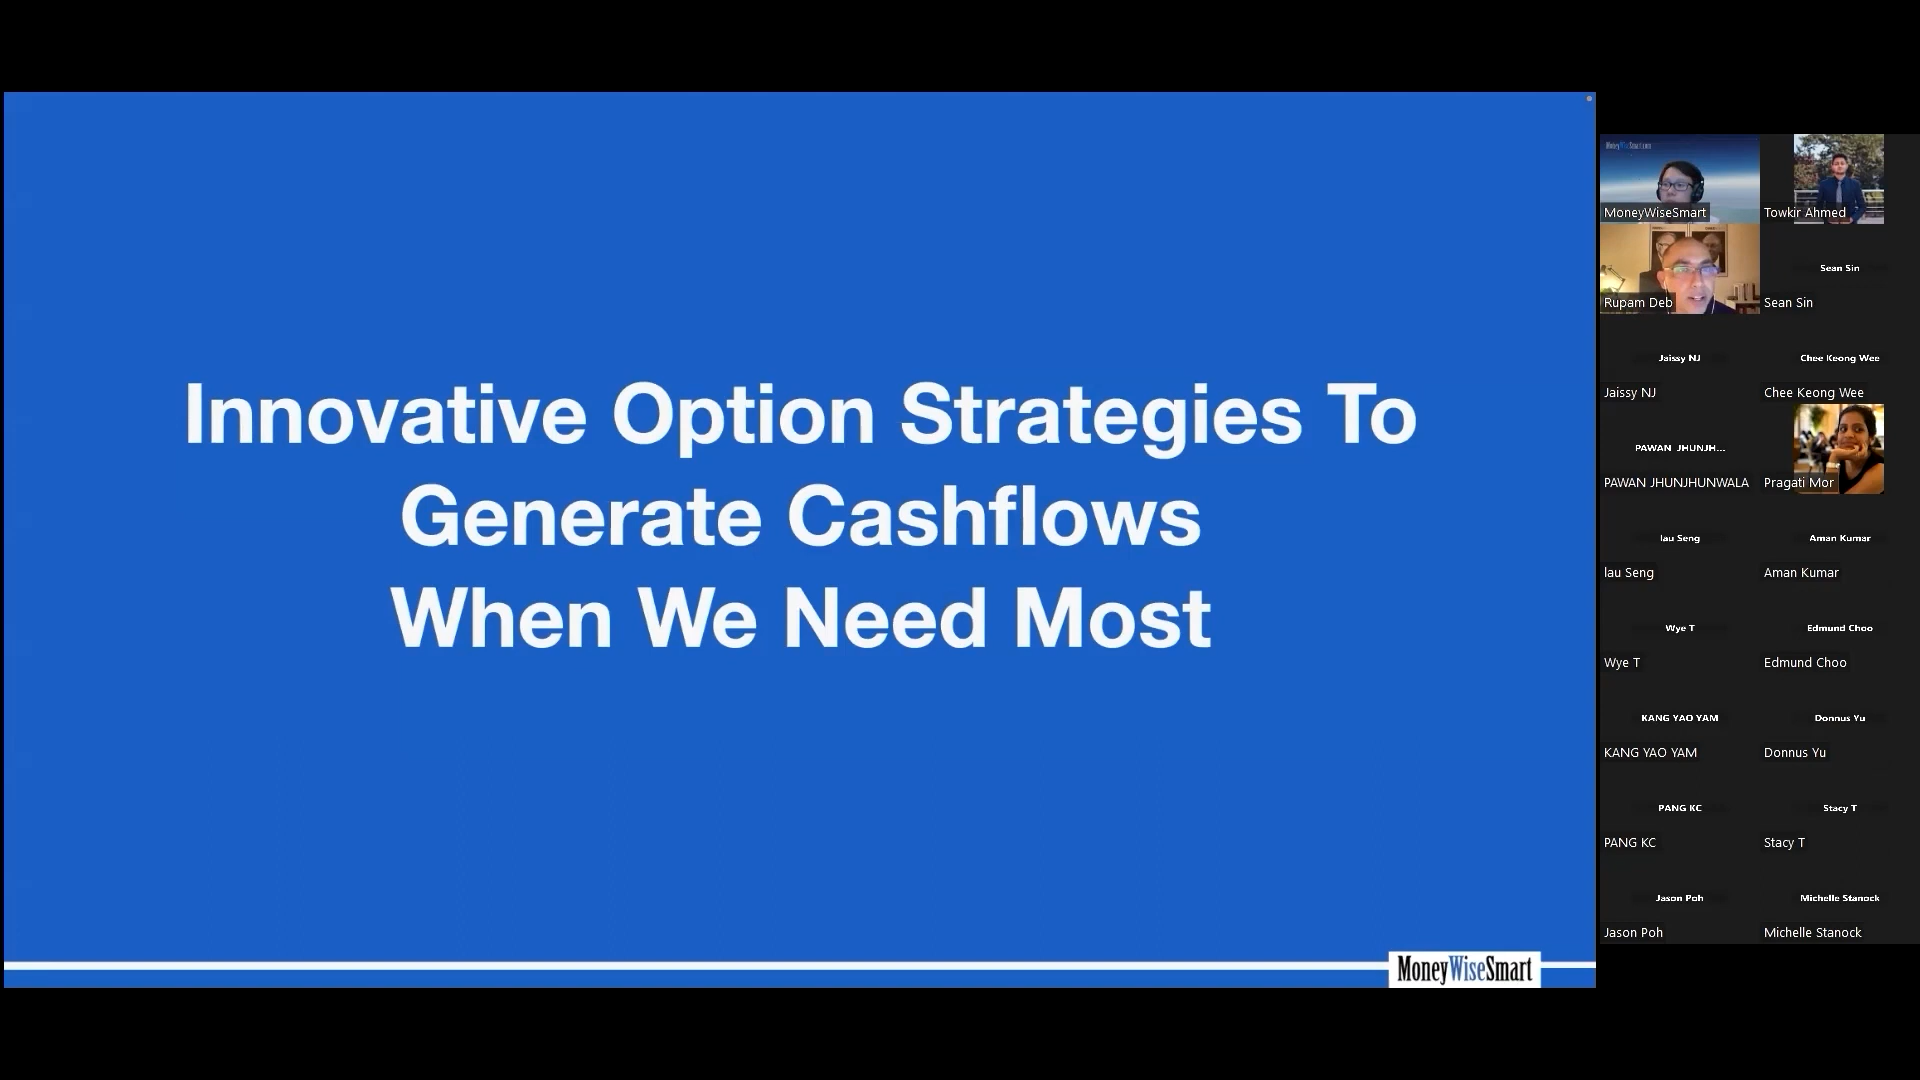 Innovative Option Strategies To
Generate Cashflows
When We Need Most
MoneyWiseSmart
MoneyWiseSmart.com
MoneyWiseSmart
Towkir Ahmed
Rupam Deb
Sean Sin
Sean Sin
Jaissy NJ
Jaissy NJ
Chee Keong Wee
Chee Keong Wee
PAWAN JHUNJH...
PAWAN JHUNJHUNWALA
Pragati Mor
lau Seng
lau Seng
Aman Kumar
Aman Kumar
Wye T
Wye T
Edmund Choo
Edmund Choo
KANG YAO YAM
KANG YAO YAM
Donnus Yu
Donnus Yu
PANG KC
PANG KC
Stacy T
Stacy T
Jason Poh
Jason Poh
Michelle Stanock
Michelle Stanock